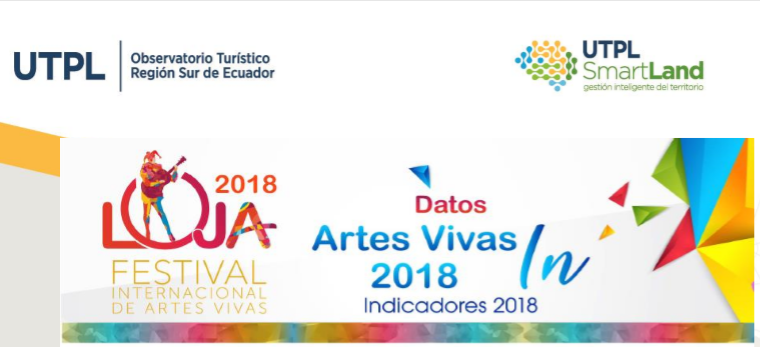 UTPL
Observatorio Turístico
Región Sur de Ecuador
UTPL
SmartLand
gestión inteligente del territorio
2018
LOJA
FESTIVAL
INTERNACIONAL
DE ARTES VIVAS
Datos
Artes Vivas In
2018
Indicadores 2018